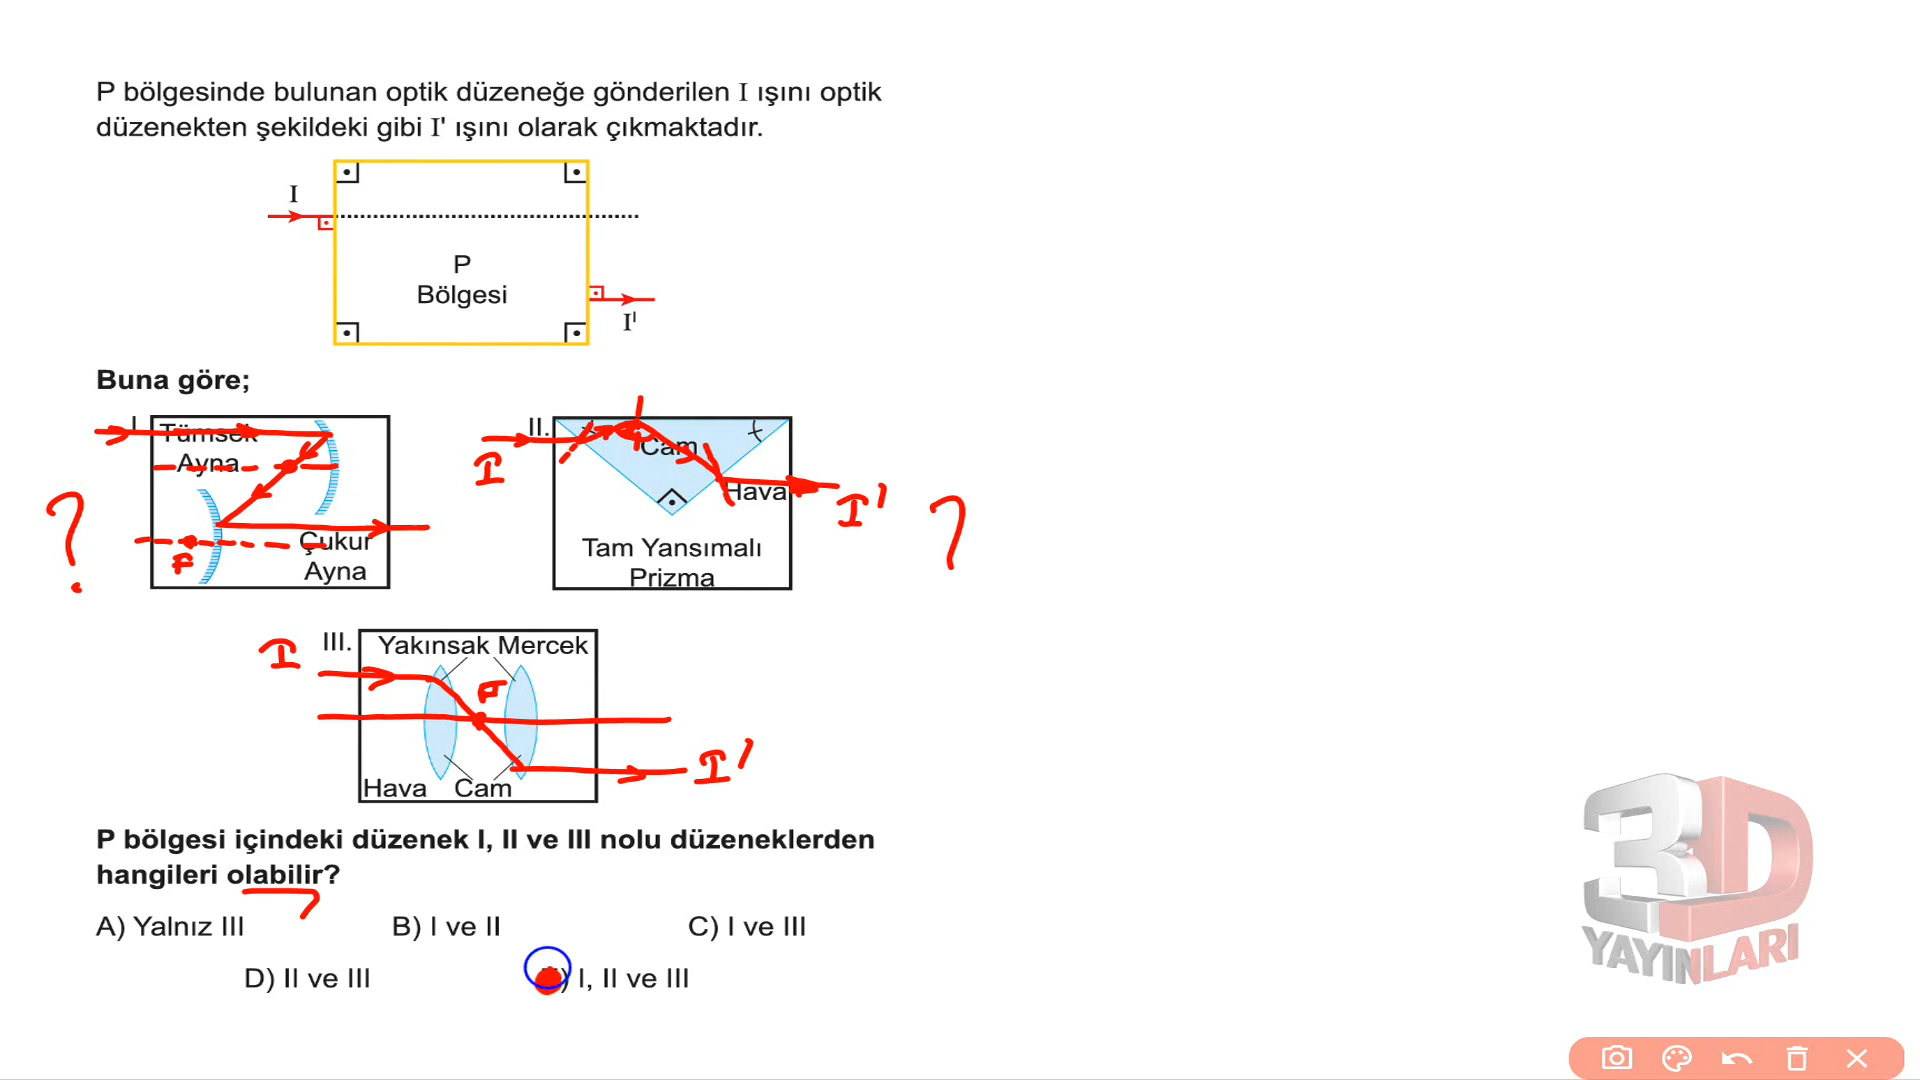 P bölgesinde bulunan optik düzeneğe gönderilen I ışını optik
düzenekten şekildeki gibi I' ışını olarak çıkmaktadır.
I
P
Bölgesi
I'
Buna göre;
I.
Tümsek
Ayna
Çukur
Ayna
F
?
II.
Cam
Hava
Tam Yansımalı
Prizma
I
I'
?
III.
Yakınsak Mercek
Hava
Cam
I
F
I'
P bölgesi içindeki düzenek I, II ve III nolu düzeneklerden
hangileri olabilir?
A) Yalnız III
B) I ve II
C) I ve III
D) II ve III
) I, II ve III
3D
YAYINLARI